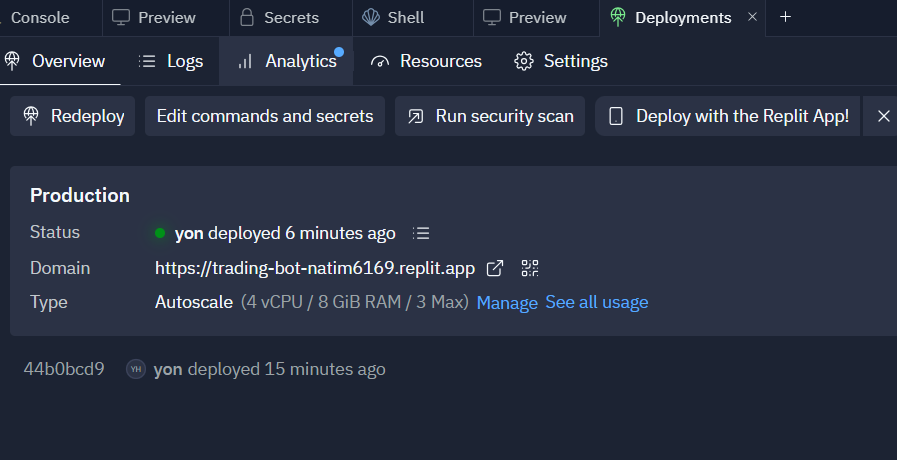 Console Preview Secrets Shell Preview Deployments
Overview Logs Analytics Resources Settings
Redeploy Edit commands and secrets Run security scan Deploy with the Replit App!
Production
Status yon deployed 6 minutes ago
Domain https://trading-bot-natim6169.replit.app
Type Autoscale (4 vCPU / 8 GiB RAM / 3 Max) Manage See all usage
44b0bcd9 YH yon deployed 15 minutes ago